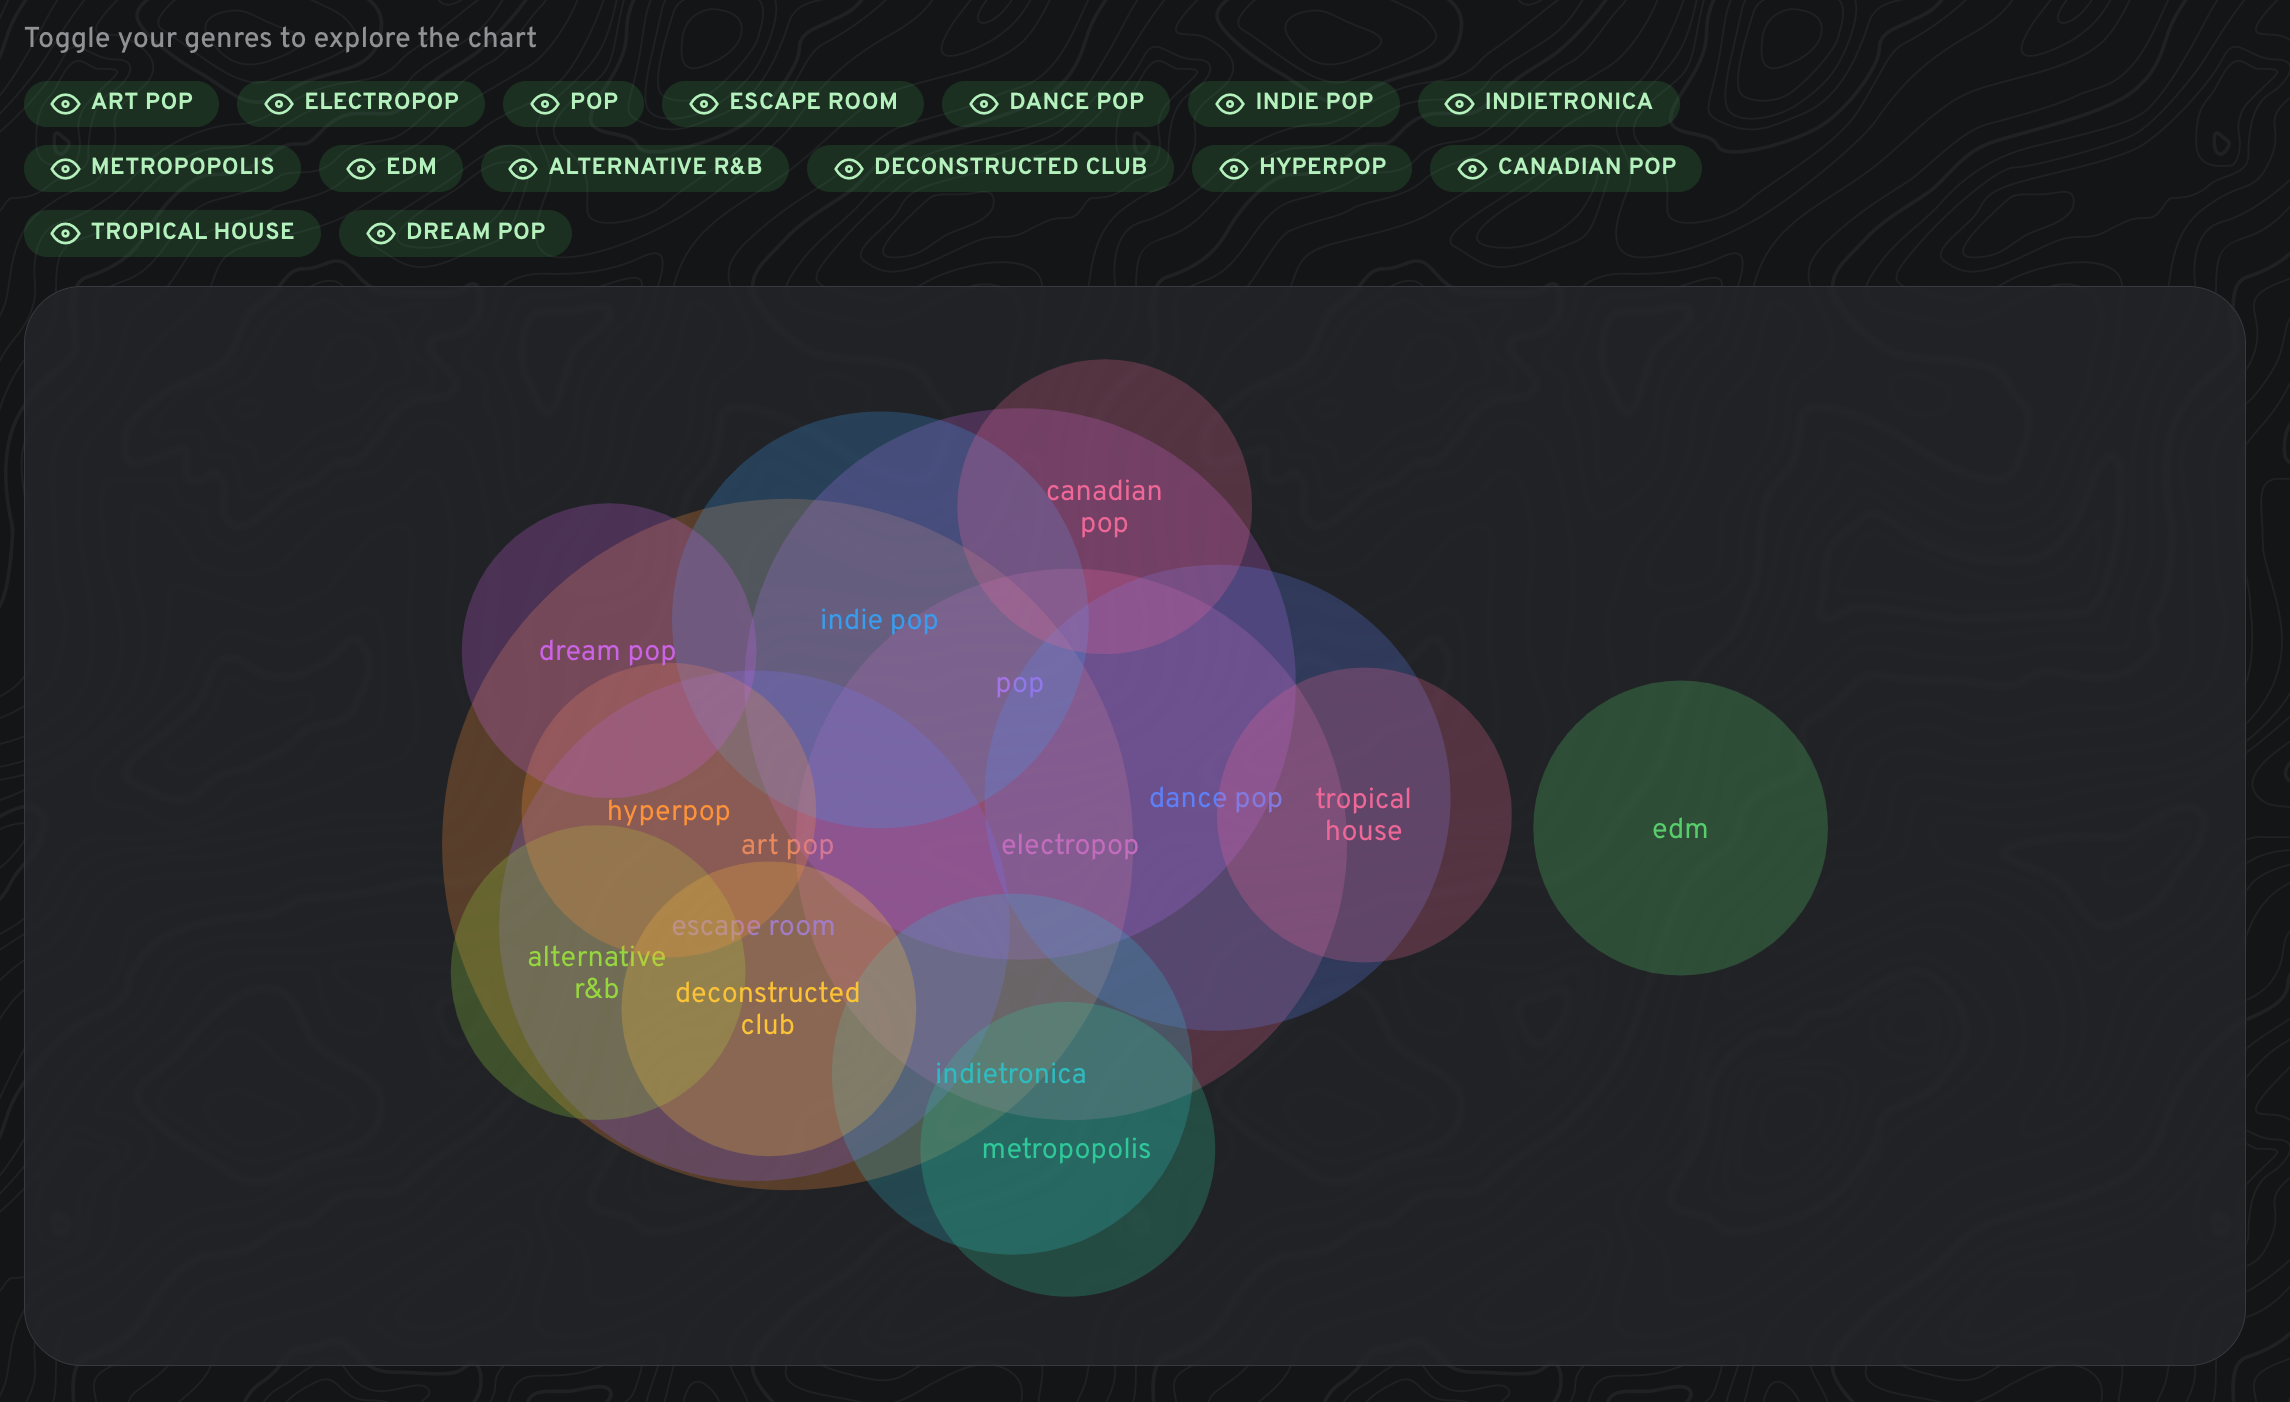 Toggle your genres to explore the chart
ART POP
ELECTROPOP
POP
ESCAPE ROOM
DANCE POP
INDIE POP
INDIETRONICA
METROPOPOLIS
EDM
ALTERNATIVE R&B
DECONSTRUCTED CLUB
HYPERPOP
CANADIAN POP
TROPICAL HOUSE
DREAM POP
canadian
pop
indie pop
dream pop
pop
dance pop
tropical
house
hyperpop
art pop
electropop
edm
escape room
alternative
r&b
deconstructed
club
indietronica
metropopolis